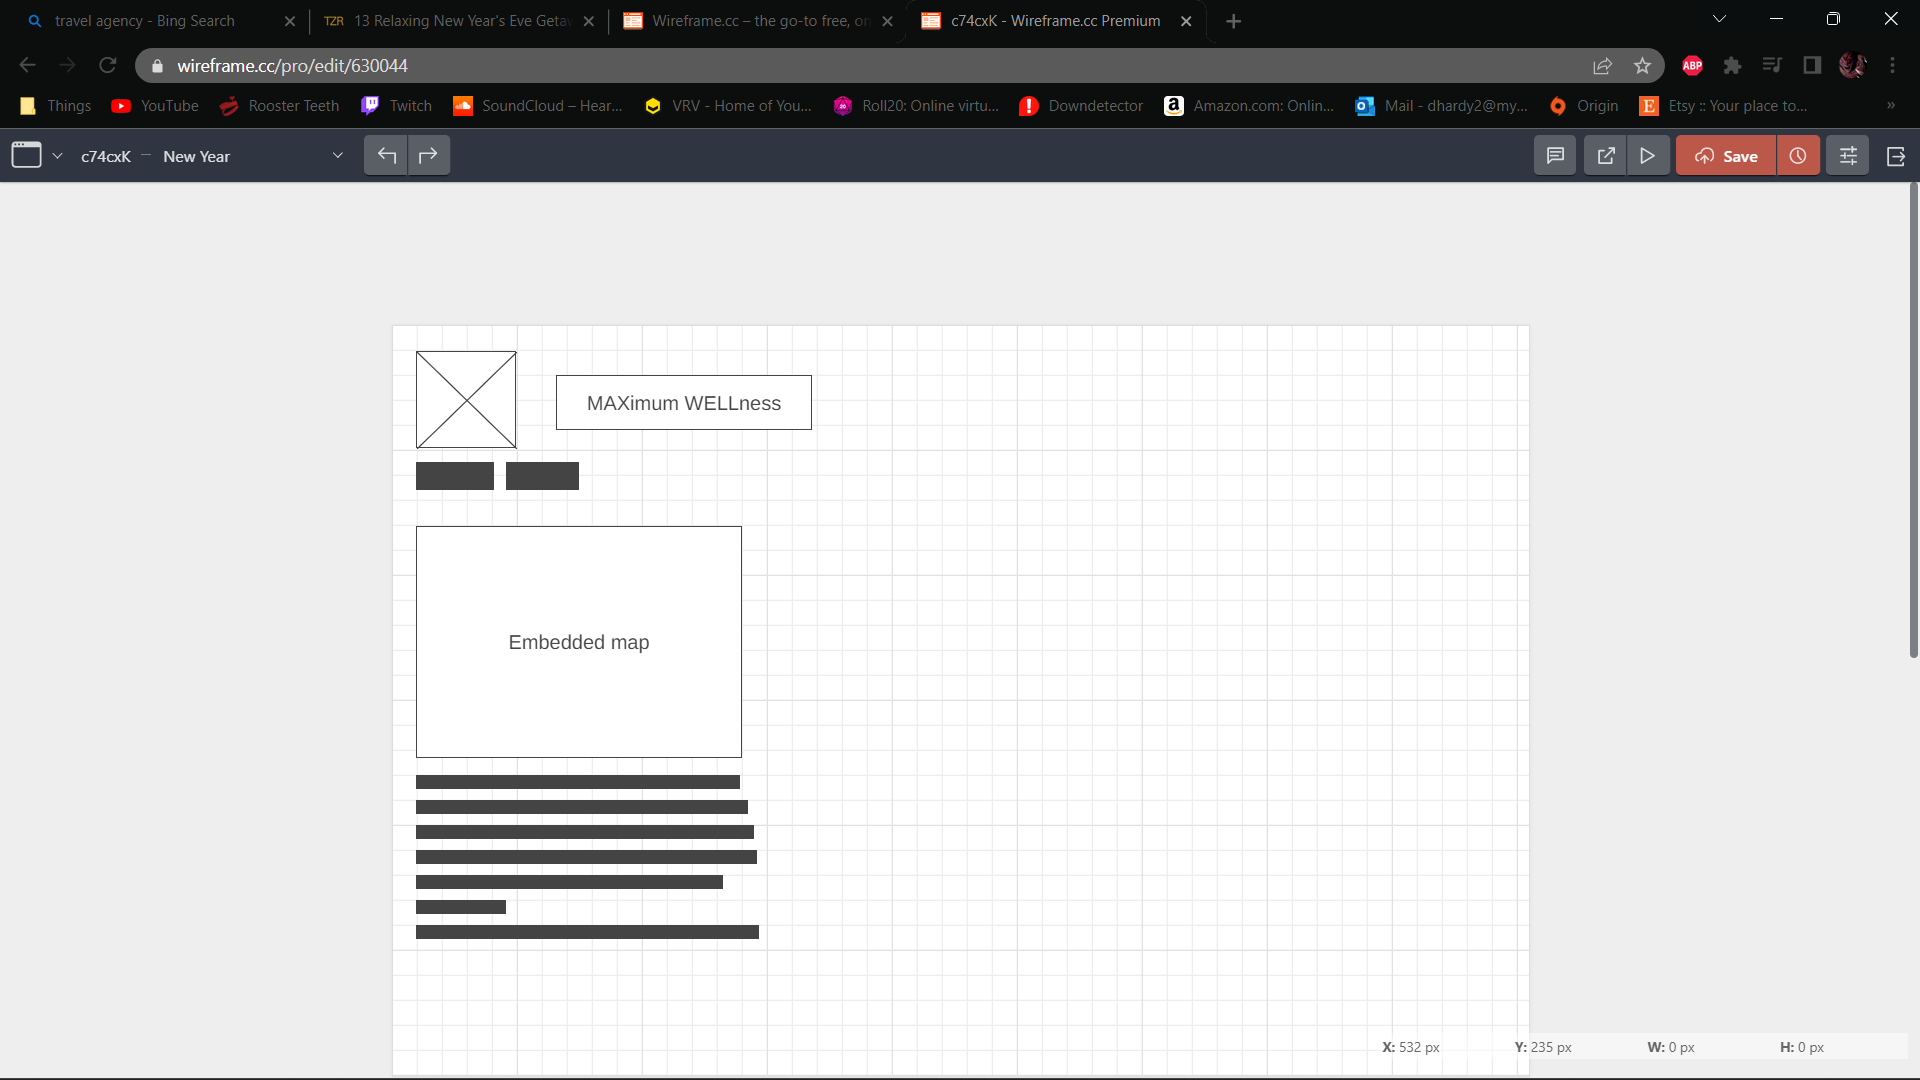 travel agency - Bing Search
TZR 13 Relaxing New Year's Eve Geta
Wireframe.cc – the go-to free, on
c74cxK - Wireframe.cc Premium
wireframe.cc/pro/edit/630044
ABP
Things
YouTube
Rooster Teeth
Twitch
SoundCloud – Hear...
VRV - Home of You...
Roll20: Online virtu...
Downdetector
Amazon.com: Onlin...
Mail - dhardy2@my...
Origin
Etsy :: Your place to...
»
c74cxK – New Year
Save
MAXimum WELLness
Embedded map
X: 532 px Y: 235 px W: 0 px H: 0 px